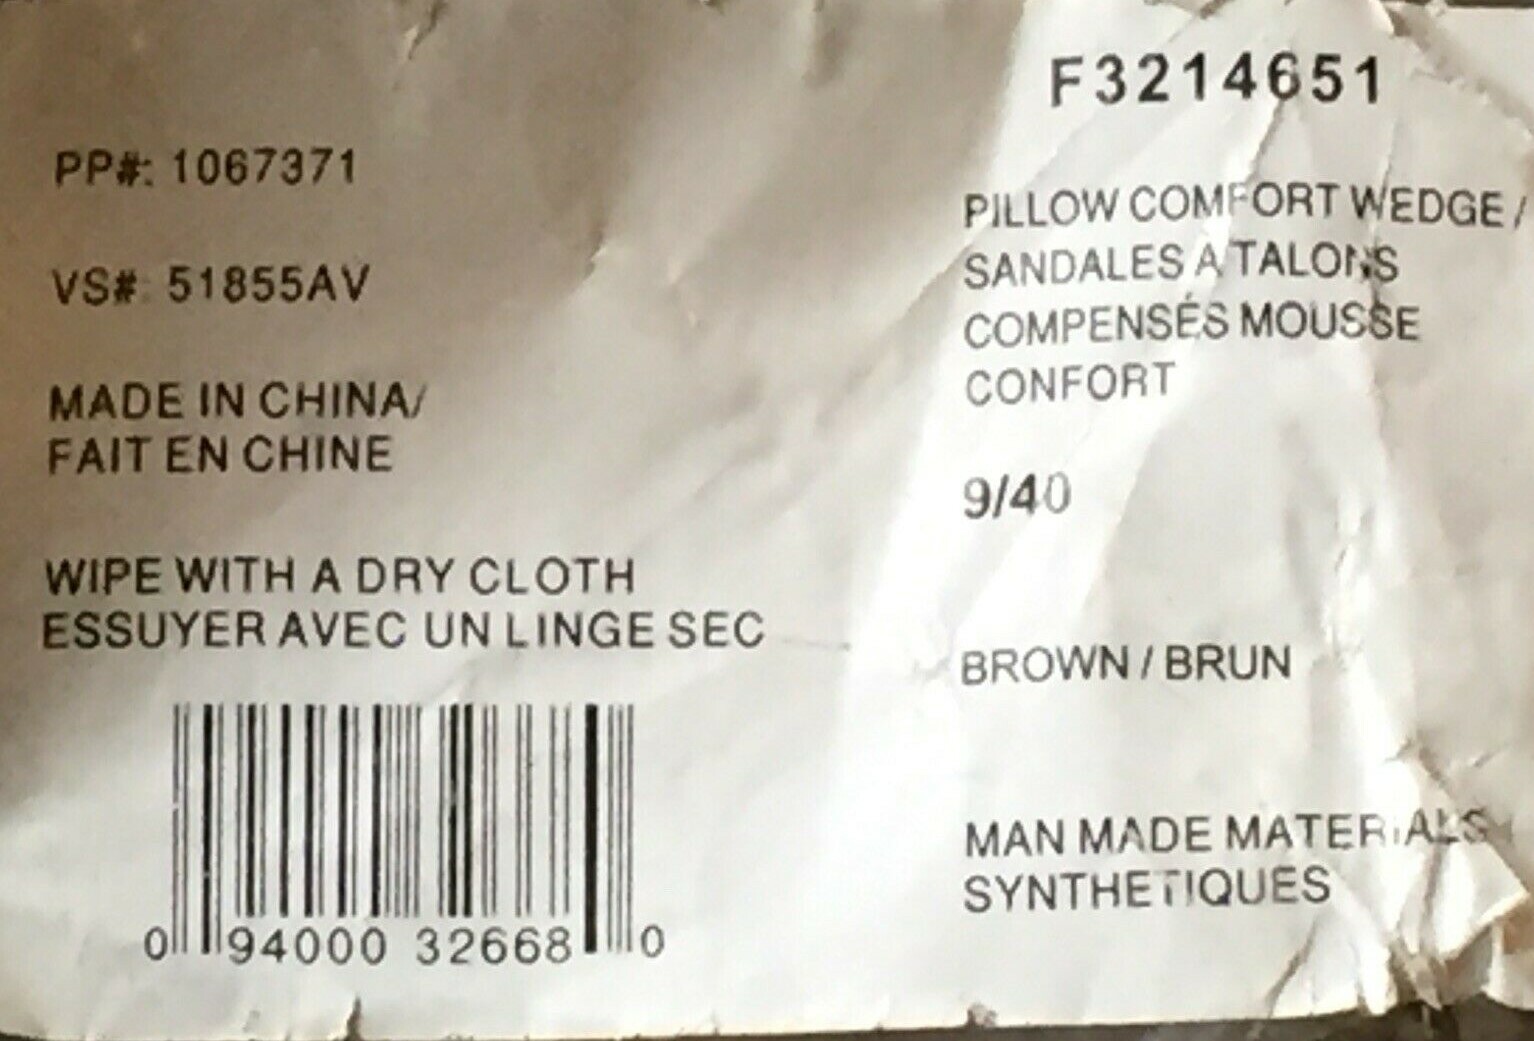 PP#: 1067371
VS#: 51855AV
MADE IN CHINA/
FAIT EN CHINE
WIPE WITH A DRY CLOTH
ESSUYER AVEC UN LINGE SEC
0 94000 32668 0
F3214651
PILLOW COMFORT WEDGE /
SANDALES A TALONS
COMPENSÉS MOUSSE
CONFORT
9/40
BROWN / BRUN
MAN MADE MATERIALS
SYNTHETIQUES